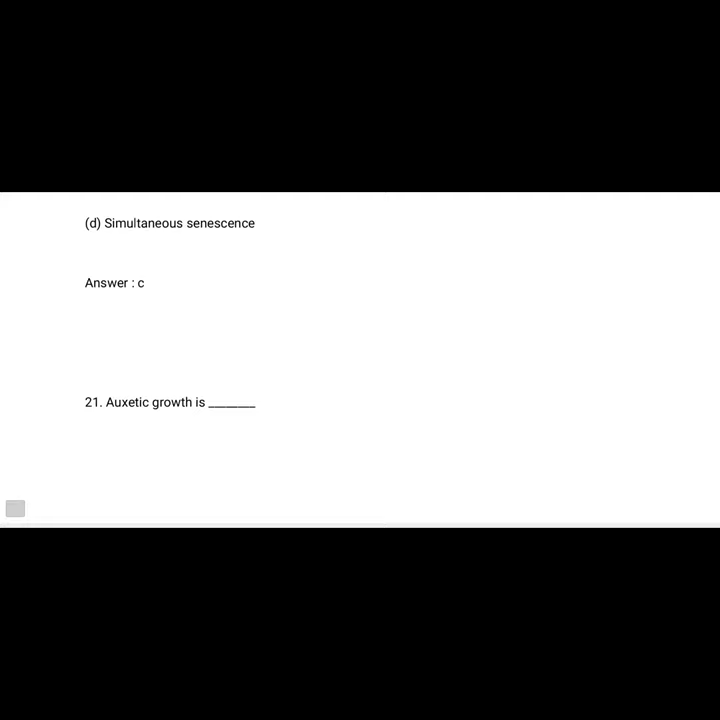 (d) Simultaneous senescence
Answer : c
21. Auxetic growth is ________